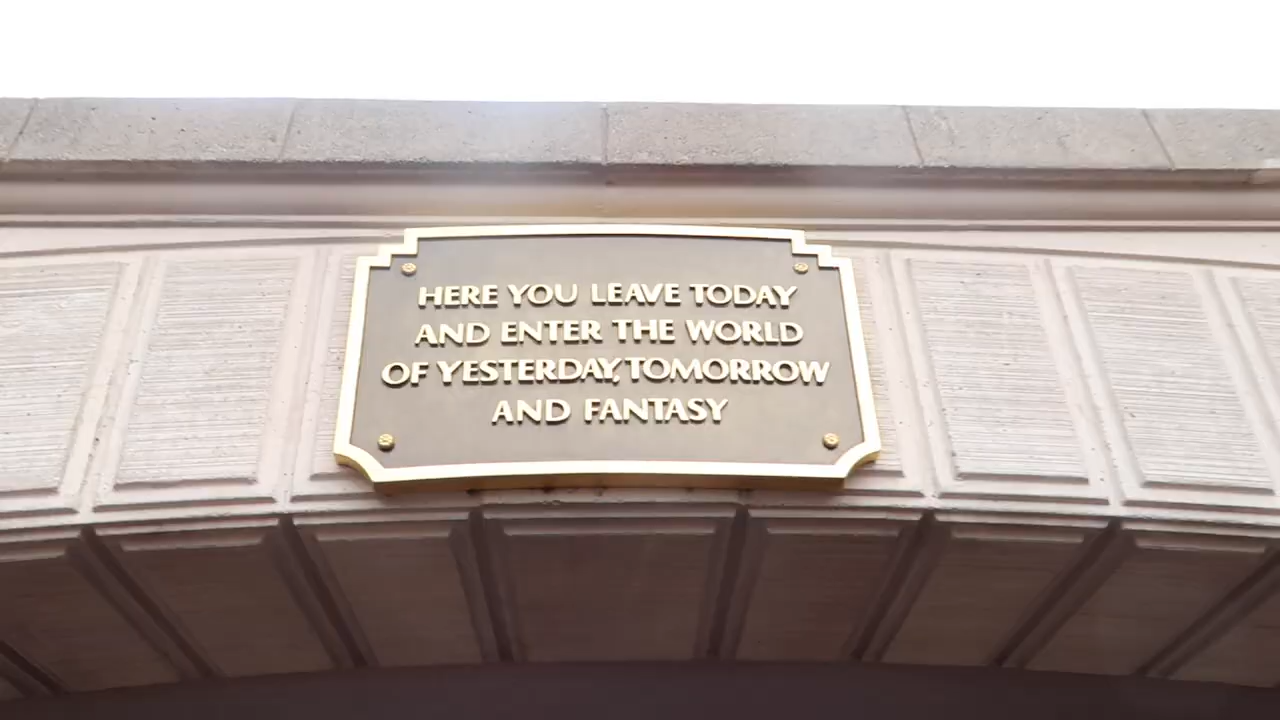 HERE YOU LEAVE TODAY
AND ENTER THE WORLD
OF YESTERDAY, TOMORROW
AND FANTASY